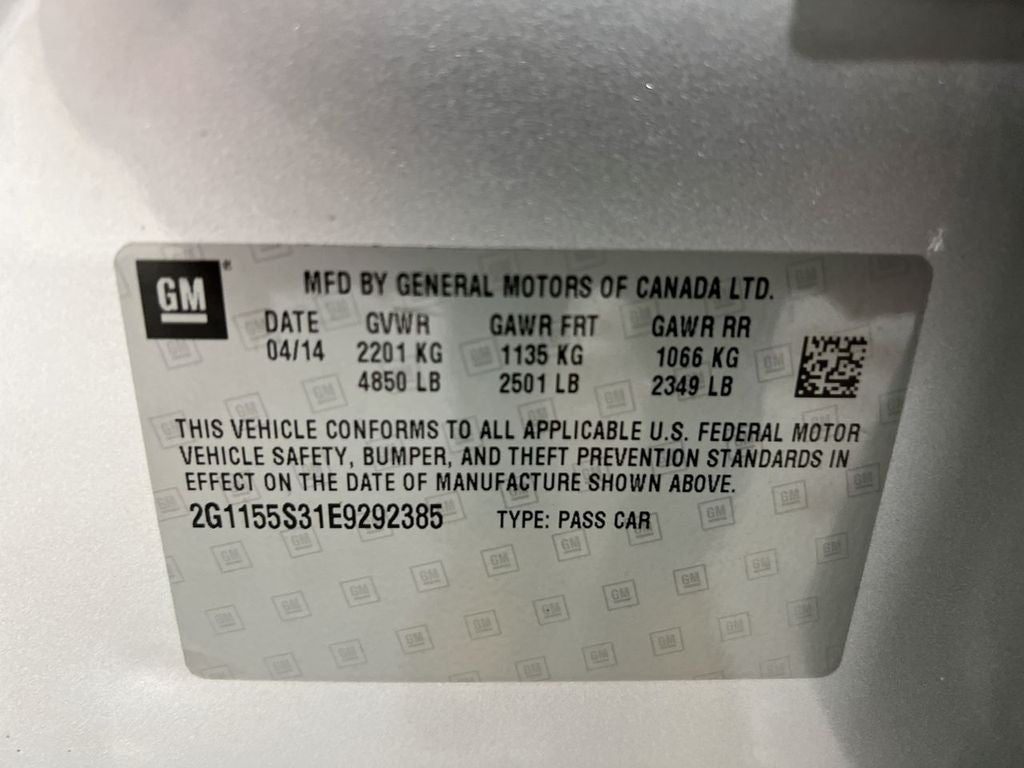 GM®
MFD BY GENERAL MOTORS OF CANADA LTD.
DATE GVWR GAWR FRT GAWR RR
04/14 2201 KG 1135 KG 1066 KG
4850 LB 2501 LB 2349 LB
THIS VEHICLE CONFORMS TO ALL APPLICABLE U.S. FEDERAL MOTOR
VEHICLE SAFETY, BUMPER, AND THEFT PREVENTION STANDARDS IN
EFFECT ON THE DATE OF MANUFACTURE SHOWN ABOVE.
2G1155S31E9292385 TYPE: PASS CAR